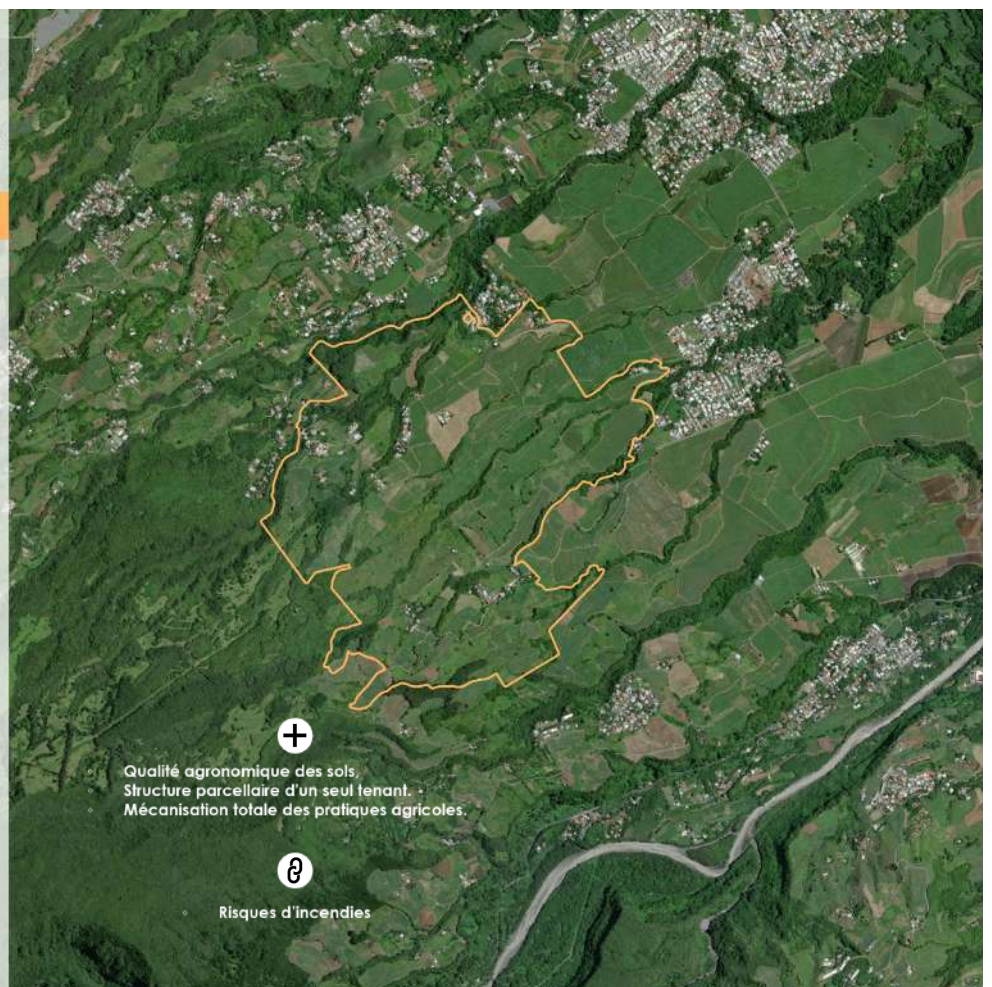 Qualité agronomique des sols,
Structure parcellaire d'un seul tenant.
Mécanisation totale des pratiques agricoles.
Risques d'incendies